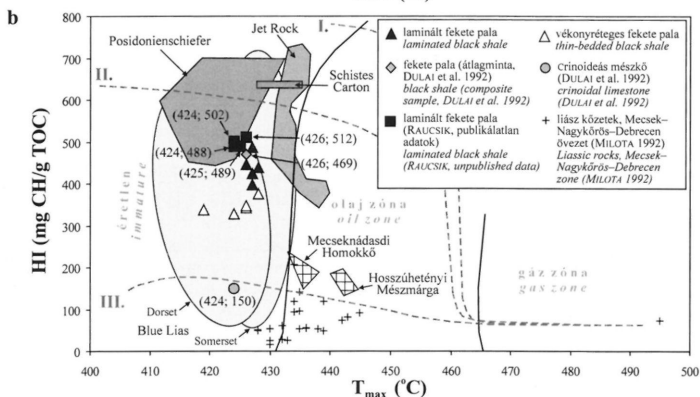 b
HI (mg CH/g TOC)
800
700
600
500
400
300
200
100
0
400
410
420
430
440
450
460
470
480
490
500
Tmax (°C)
Posidonienschiefer
Jet Rock
I.
II.
III.
Schistes
Carton
(424; 502)
(424; 488)
(425; 489)
(426; 512)
(426; 469)
(424; 150)
éretlen
immature
olaj zóna
oil zone
gáz zóna
gas zone
Mecseknádasdi
Homokkő
Hosszúhetényi
Mészmárga
Dorset
Blue Lias
Somerset
laminált fekete pala
laminated black shale
fekete pala (átlagminta,
DULAI et al. 1992)
black shale (composite
sample, DULAI et al. 1992)
laminált fekete pala
(RAUCSIK, publikálatlan
adatok)
laminated black shale
(RAUCSIK, unpublished data)
vékonyréteges fekete pala
thin-bedded black shale
Crinoideás mészkő
(DULAI et al. 1992)
crinoidal limestone
(DULAI et al. 1992)
liász kőzetek, Mecsek–
Nagykőrös–Debrecen
övezet (MILOTA 1992)
Liassic rocks, Mecsek–
Nagykőrös–Debrecen
zone (MILOTA 1992)